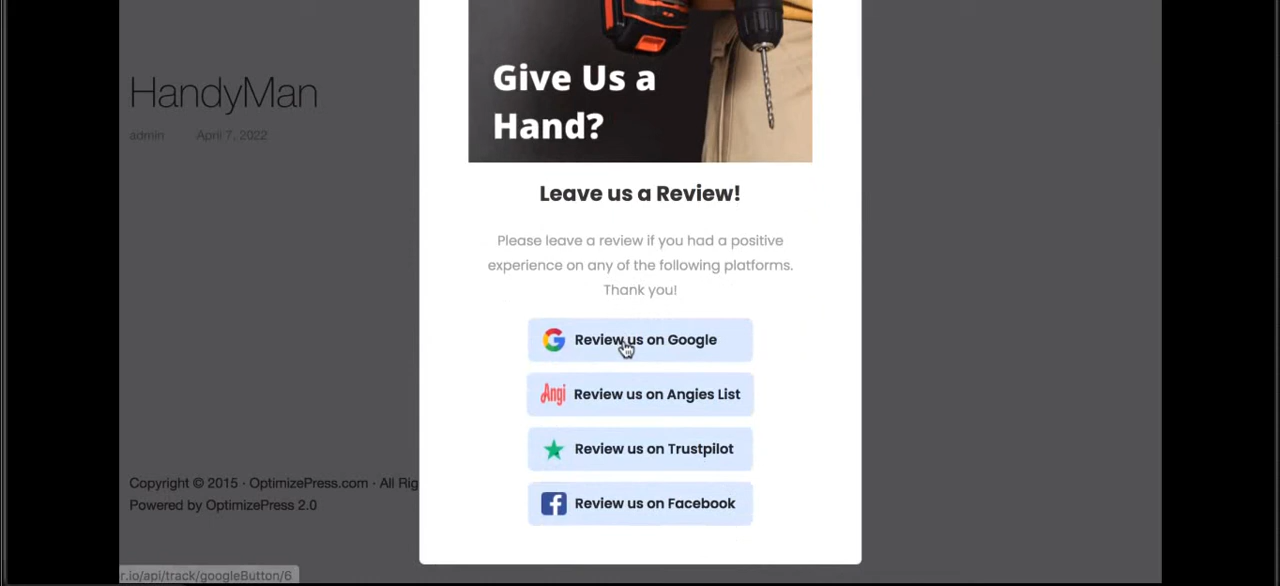 Give Us a
Hand?
HandyMan
admin April 7, 2022
Leave us a Review!
Please leave a review if you had a positive
experience on any of the following platforms.
Thank you!
Review us on Google
Angi Review us on Angies List
Review us on Trustpilot
Review us on Facebook
Copyright © 2015 · OptimizePress.com · All Rig
Powered by OptimizePress 2.0
r.io/api/track/googleButton/6